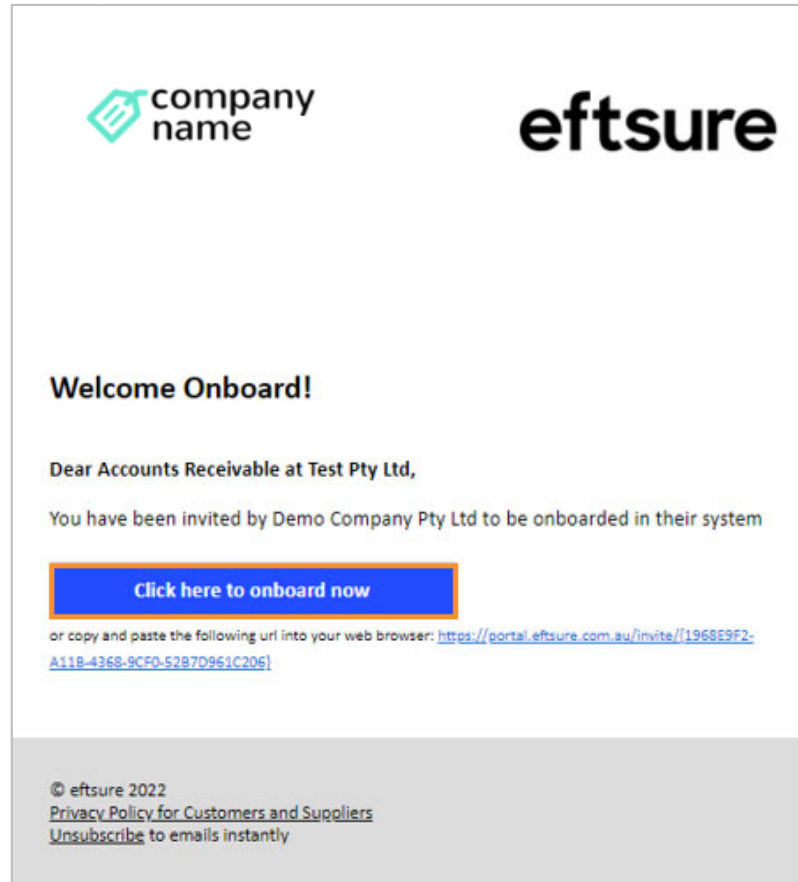 company
name
eftsure
Welcome Onboard!
Dear Accounts Receivable at Test Pty Ltd,
You have been invited by Demo Company Pty Ltd to be onboarded in their system
Click here to onboard now
or copy and paste the following url into your web browser: https://portal.eftsure.com.au/invite/{1968E9F2-
A11B-4368-9CF0-52B7D961C206}
© eftsure 2022
Privacy Policy for Customers and Suppliers
Unsubscribe to emails instantly